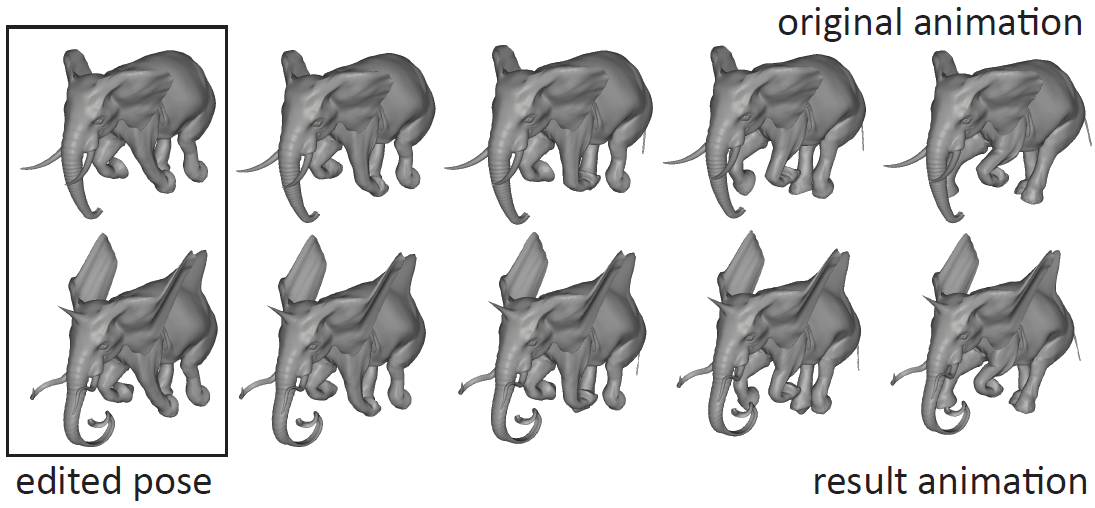 original animation
edited pose
result animation